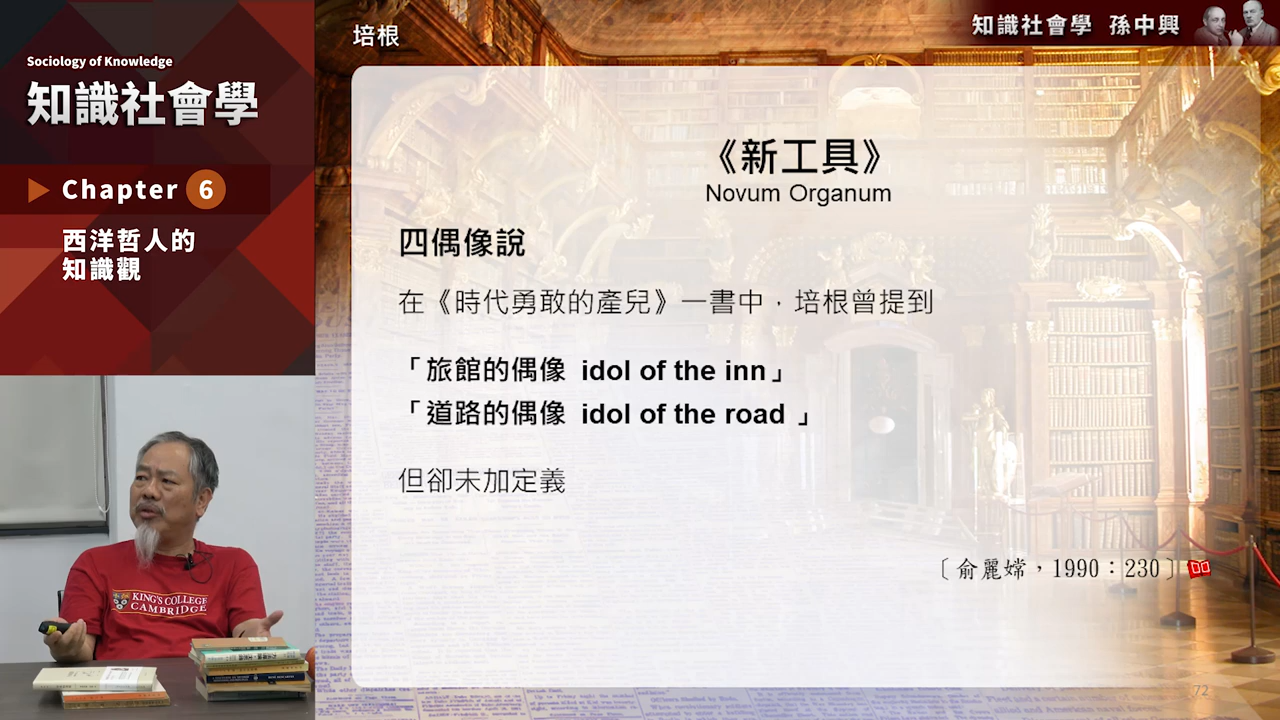 Sociology of Knowledge
知識社會學
Chapter 6
西洋哲人的
知識觀
培根
知識社會學 孫中興
《新工具》
Novum Organum
四偶像說
在《時代勇敢的產兒》一書中，培根曾提到
「旅館的偶像 idol of the inn」
「道路的偶像 idol of the road 」
但卻未加定義
〔俞麗嫦，1990：230〕
KING'S COLLEGE
CAMBRIDGE
72